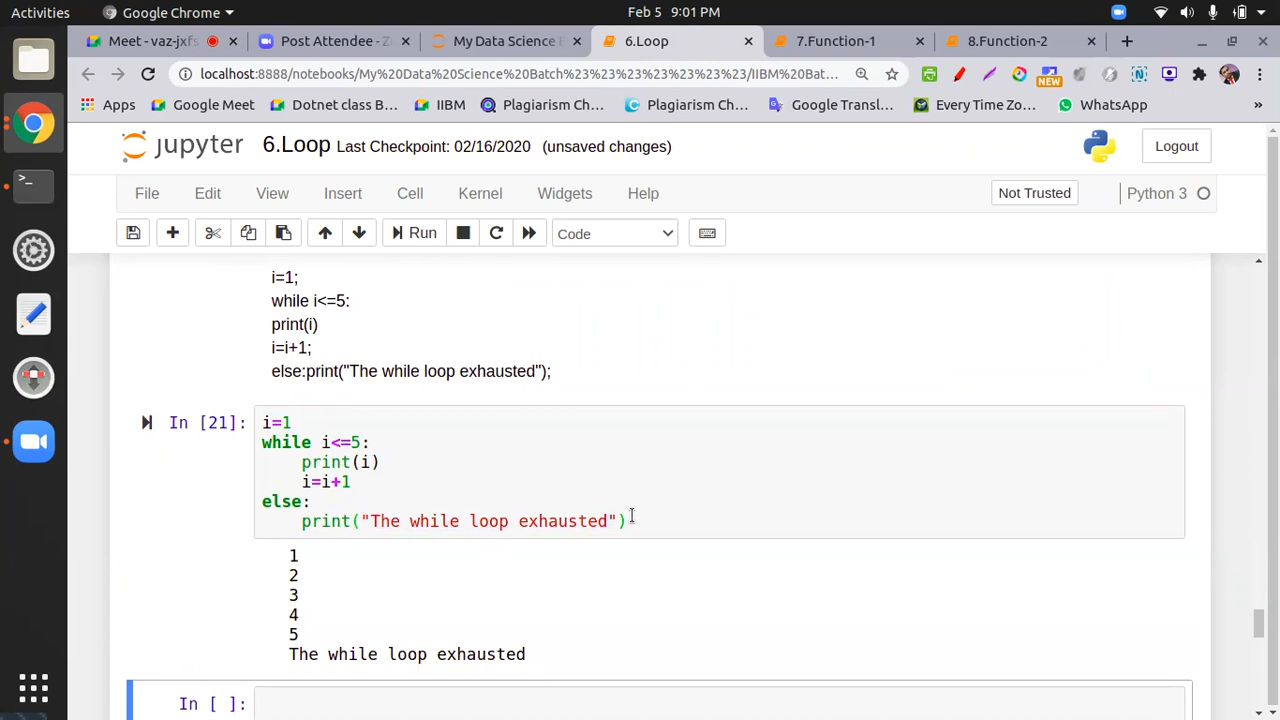 Activities
Google Chrome
Feb 5 9:01 PM
Meet - vaz-jxfs
Post Attendee - Z
My Data Science B
6.Loop
7.Function-1
8.Function-2
localhost:8888/notebooks/My%20Data%20Science%20Batch%23%23%23%23%23%23/IIBM%20Bat...
NEW
Apps
Google Meet
Dotnet class B...
IIBM
Plagiarism Ch...
Plagiarism Con...
Google Transl...
Every Time Zo...
WhatsApp
»
jupyter
6.Loop Last Checkpoint: 02/16/2020 (unsaved changes)
Logout
File
Edit
View
Insert
Cell
Kernel
Widgets
Help
Not Trusted
Python 3
Run
Code
i=1;
while i<=5:
print(i)
i=i+1;
else:print("The while loop exhausted");
In [21]:
i=1
while i<=5:
    print(i)
    i=i+1
else:
    print("The while loop exhausted")
1
2
3
4
5
The while loop exhausted
In [ ]: